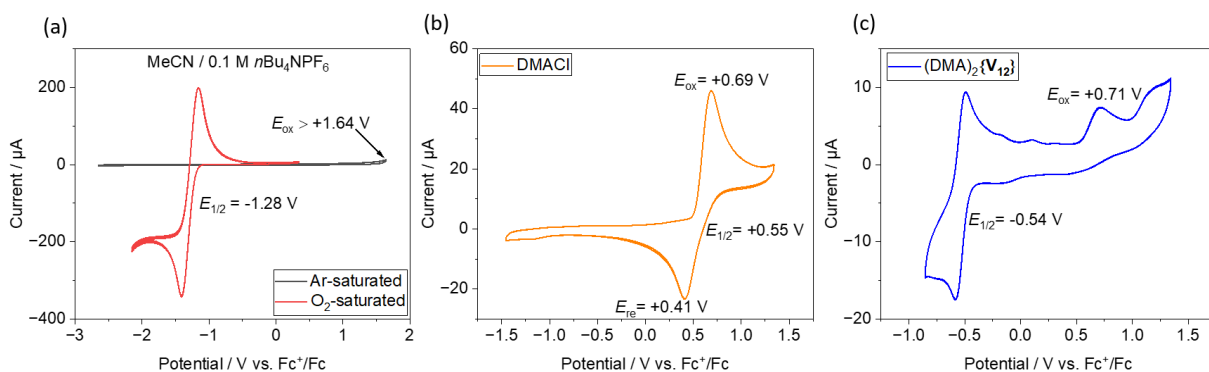 (a)
MeCN / 0.1 M nBu4NPF6
Eox > +1.64 V
E1/2 = -1.28 V
Ar-saturated
O2-saturated
200
0
−200
−400
−2
−1
0
1
2
Current / µA
Potential / V vs. Fc⁺/Fc
(b)
DMACl
Eox = +0.69 V
E1/2 = +0.55 V
Ere = +0.41 V
60
40
20
0
−20
−1.5
−1.0
−0.5
0.0
0.5
1.0
1.5
Current / µA
Potential / V vs. Fc⁺/Fc
(c)
(DMA)2{V12}
Eox= +0.71 V
E1/2 = -0.54 V
20
10
0
−10
−20
−1.0
−0.5
0.0
0.5
1.0
1.5
Current / µA
Potential / V vs. Fc⁺/Fc